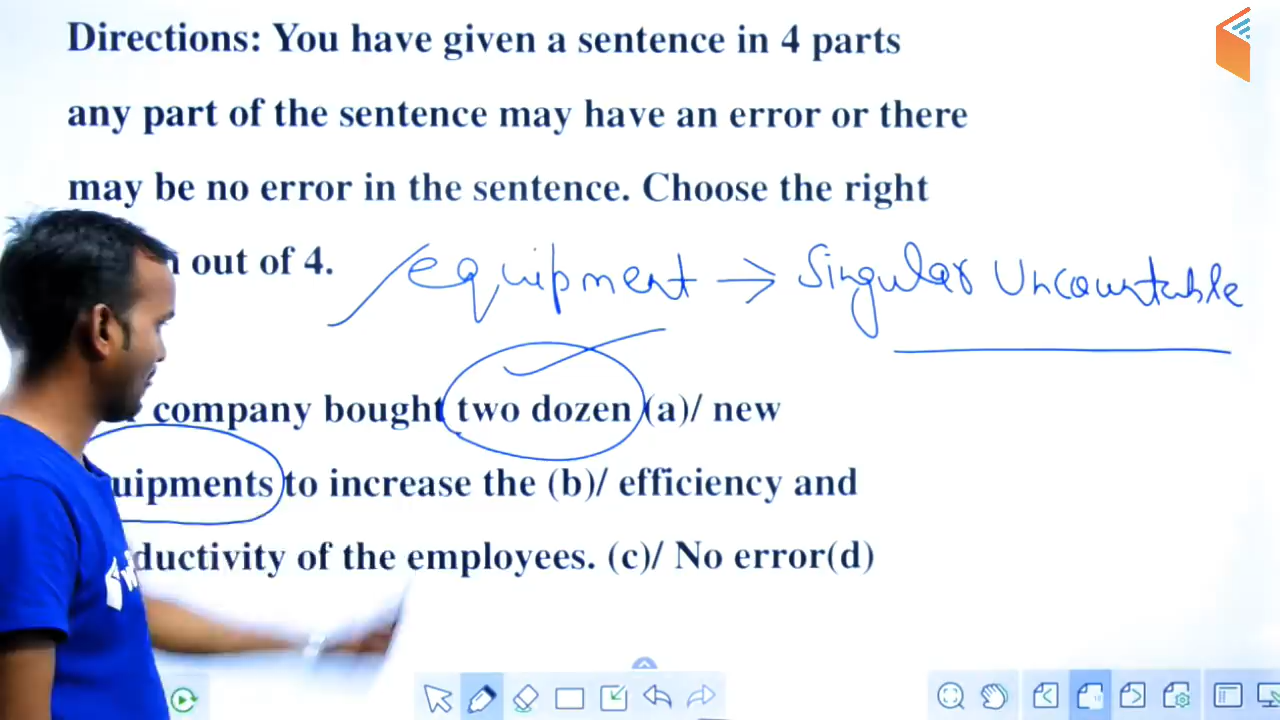 Directions: You have given a sentence in 4 parts
any part of the sentence may have an error or there
may be no error in the sentence. Choose the right
out of 4.
equipment → Singular Uncountable
company bought two dozen (a)/ new
uipments to increase the (b)/ efficiency and
ductivity of the employees. (c)/ No error(d)